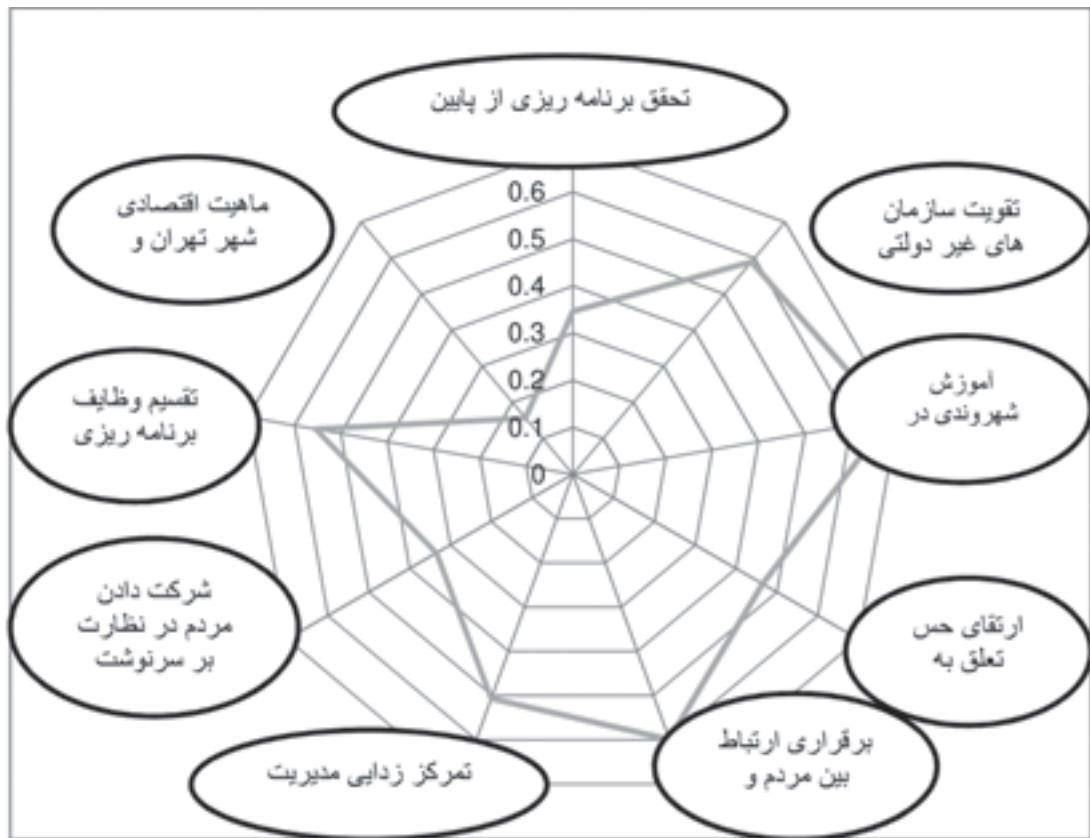 تحقق برنامه ریزی از پایین
تقویت سازمان
های غیر دولتی
آموزش
شهروندی در
ارتقای حس
تعلق به
برقراری ارتباط
بین مردم و
تمرکز زدایی مدیریت
شرکت دادن
مردم در نظارت
بر سرنوشت
تقسیم وظایف
برنامه ریزی
ماهیت اقتصادی
شهر تهران و
0.6
0.5
0.4
0.3
0.2
0.1
0